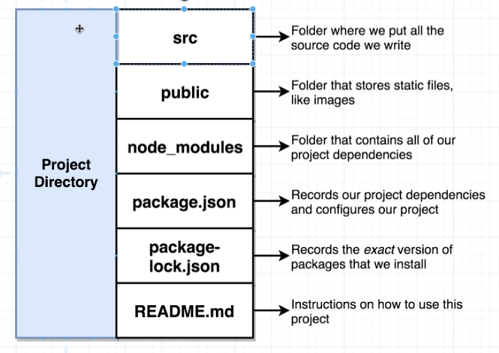 src
Folder where we put all the
source code we write
public
Folder that stores static files,
like images
node_modules
Folder that contains all of our
project dependencies
Project
Directory
package.json
Records our project dependencies
and configures our project
package-
lock.json
Records the exact version of
packages that we install
README.md
Instructions on how to use this
project